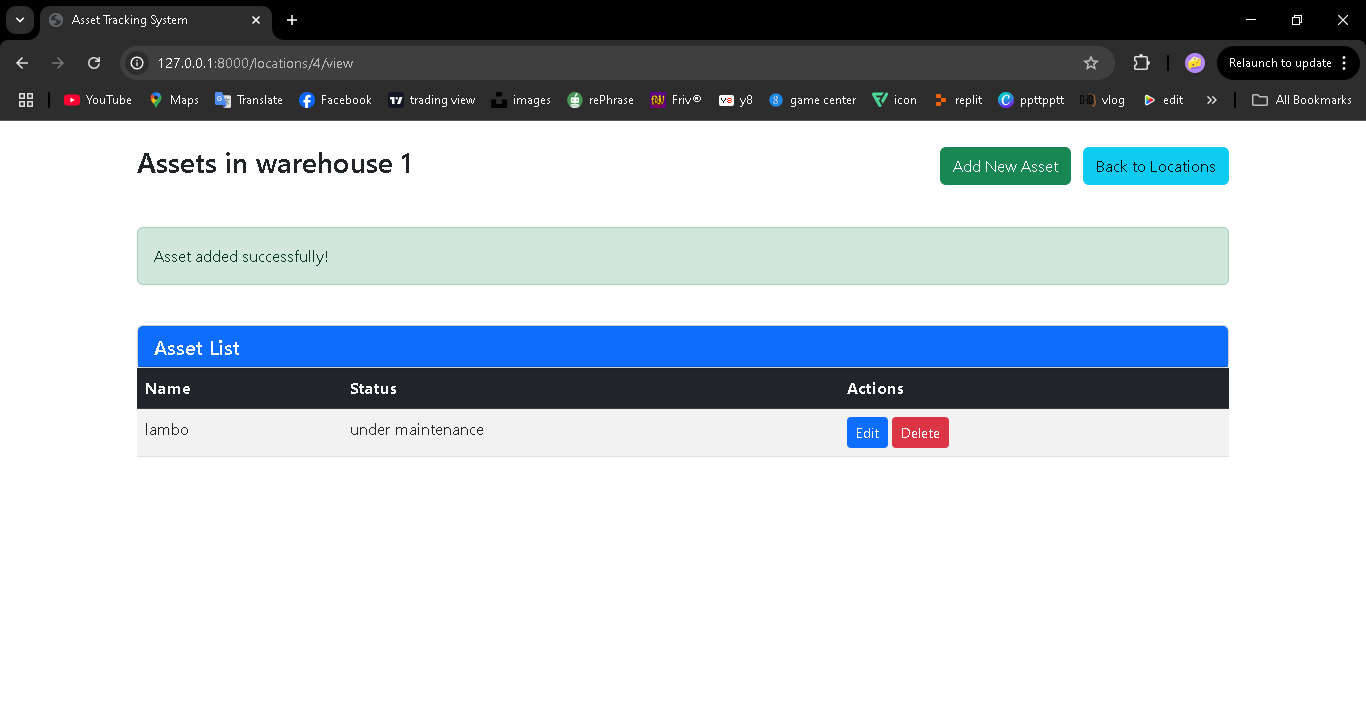 Asset Tracking System
127.0.0.1:8000/locations/4/view
Relaunch to update
YouTube Maps Translate Facebook trading view images rePhrase Friv® y8 game center icon replit ppttpptt vlog edit » All Bookmarks
Assets in warehouse 1
Add New Asset Back to Locations
Asset added successfully!
Asset List
Name Status Actions
lambo under maintenance Edit Delete